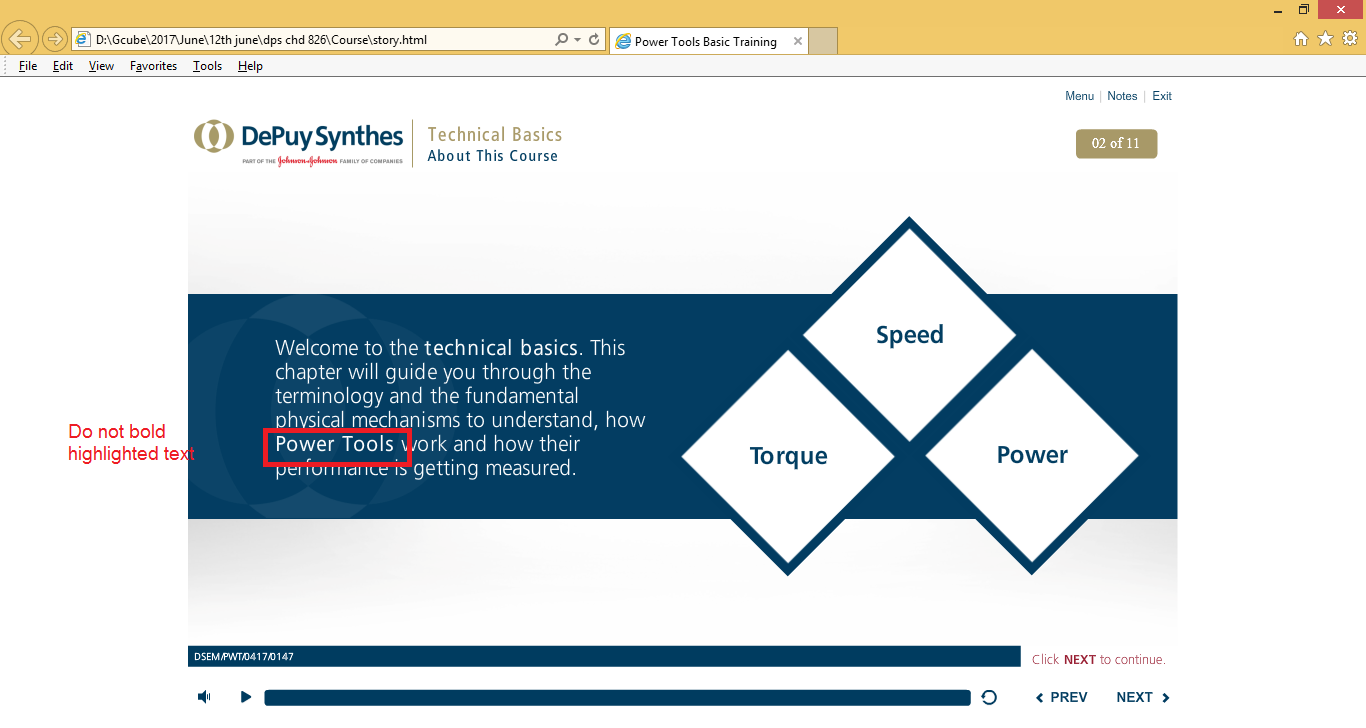 D:\Gcube\2017\June\12th june\dps chd 826\Course\story.html
Power Tools Basic Training
File Edit View Favorites Tools Help
Menu | Notes | Exit
DePuy Synthes
PART OF THE Johnson & Johnson FAMILY OF COMPANIES
Technical Basics
About This Course
02 of 11
Welcome to the technical basics. This
chapter will guide you through the
terminology and the fundamental
physical mechanisms to understand, how
Power Tools work and how their
performance is getting measured.
Do not bold
highlighted text
Speed
Torque
Power
DSEM/PWT/0417/0147
Click NEXT to continue.
PREV
NEXT